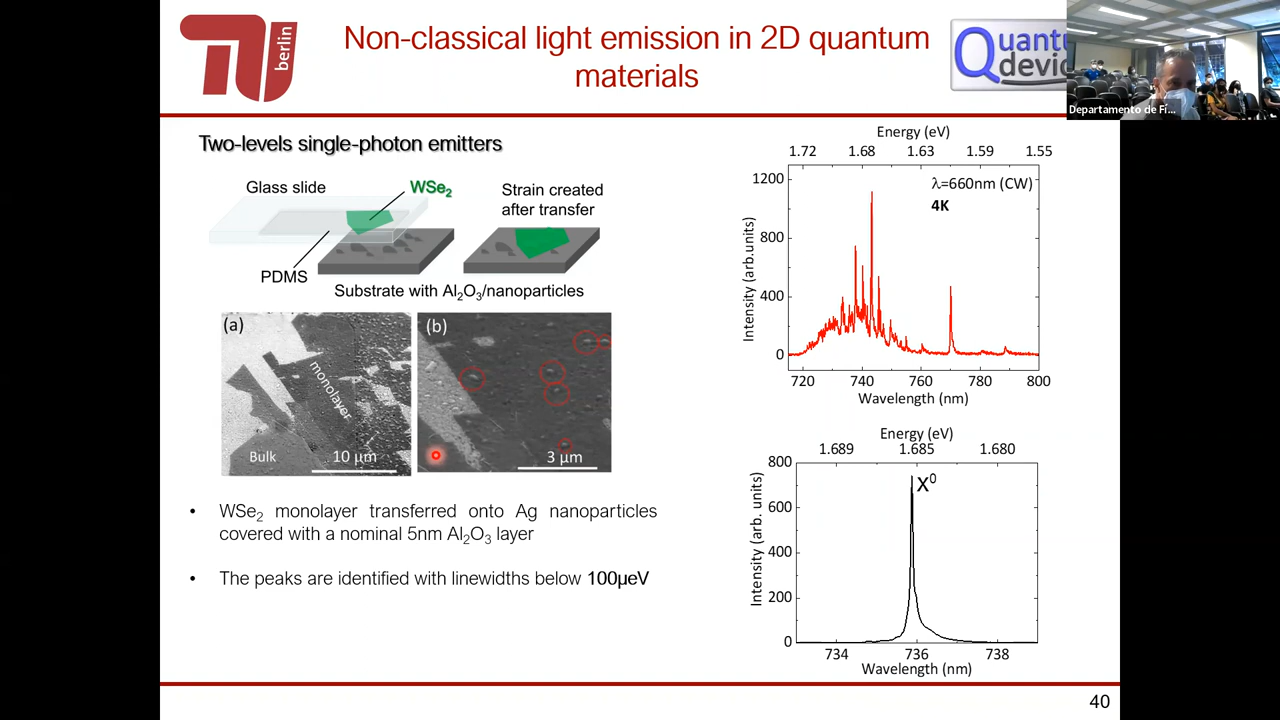 berlin
Non-classical light emission in 2D quantum
materials
Quant
devic
Departamento de Fí...
Two-levels single-photon emitters
Glass slide
WSe₂
Strain created
after transfer
PDMS
Substrate with Al₂O₃/nanoparticles
(a)
monolayer
Bulk
10 µm
(b)
3 µm
• WSe₂ monolayer transferred onto Ag nanoparticles
covered with a nominal 5nm Al₂O₃ layer
• The peaks are identified with linewidths below 100µeV
Energy (eV)
1.72 1.68 1.63 1.59 1.55
1200
800
400
0
Intensity (arb.units)
λ=660nm (CW)
4K
720 740 760 780 800
Wavelength (nm)
Energy (eV)
1.689 1.685 1.680
800
600
400
200
0
Intensity (arb. units)
X⁰
734 736 738
Wavelength (nm)
40